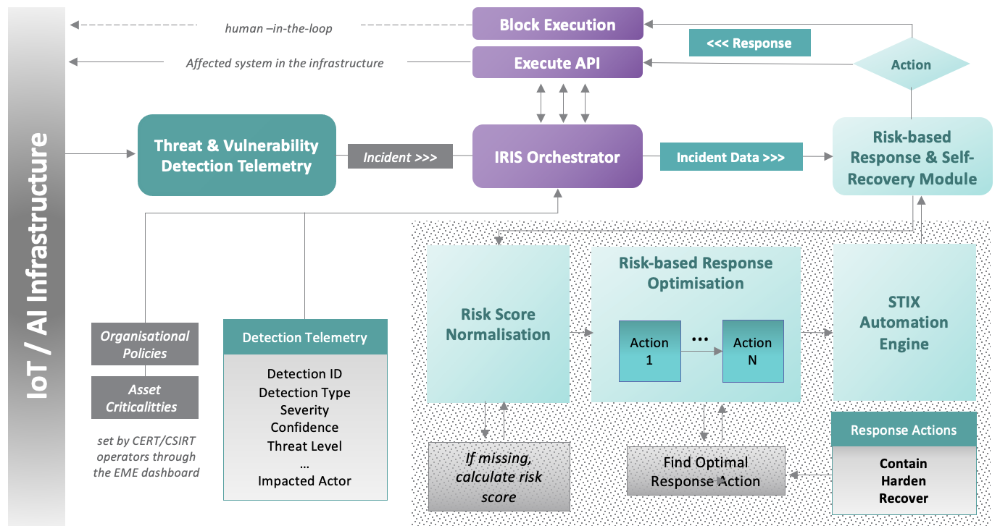 IoT / AI Infrastructure
human –in-the-loop
Block Execution
<<< Response
Affected system in the infrastructure
Execute API
Action
Threat & Vulnerability
Detection Telemetry
Incident >>>
IRIS Orchestrator
Incident Data >>>
Risk-based
Response & Self-
Recovery Module
Organisational
Policies
Asset
Criticalitties
set by CERT/CSIRT
operators through
the EME dashboard
Detection Telemetry
Detection ID
Detection Type
Severity
Confidence
Threat Level
...
Impacted Actor
Risk Score
Normalisation
If missing,
calculate risk
score
Risk-based Response
Optimisation
Action
1
...
Action
N
Find Optimal
Response Action
STIX
Automation
Engine
Response Actions
Contain
Harden
Recover